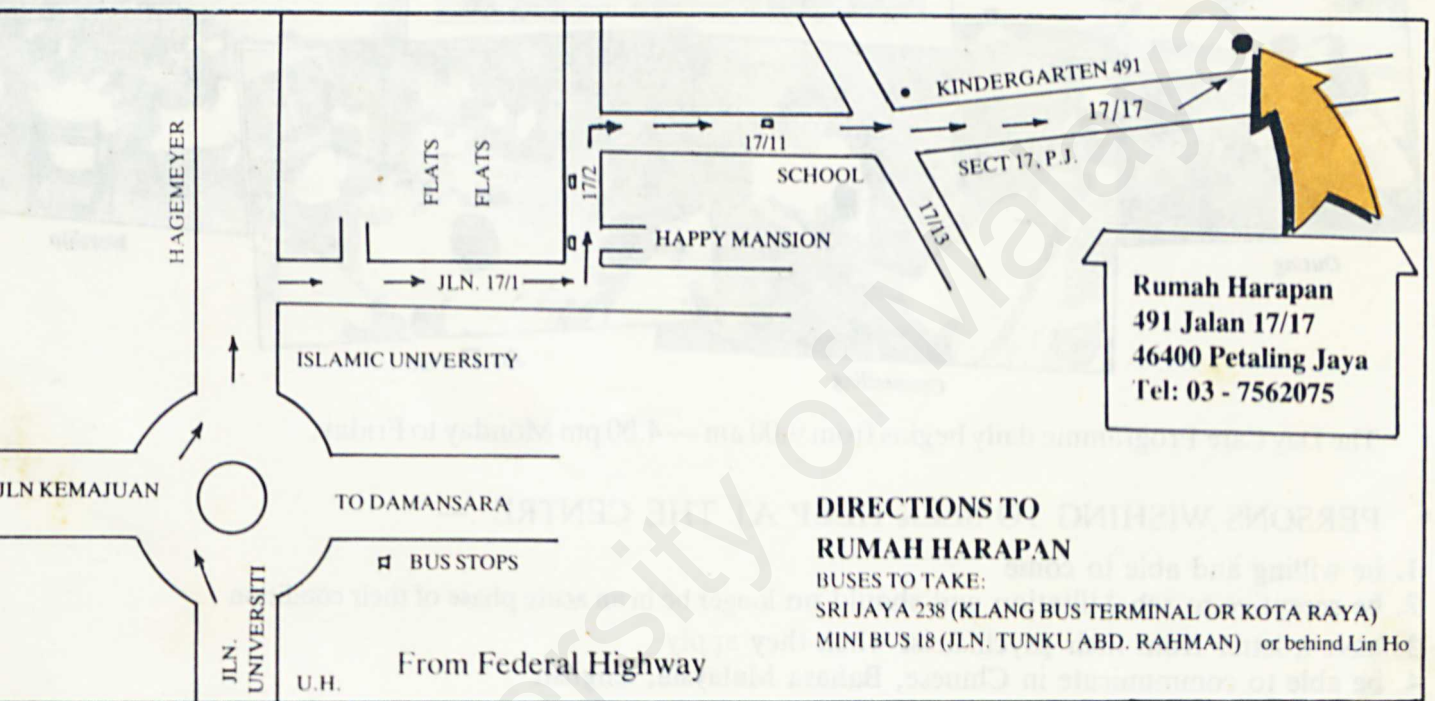 HAGEMEYER
FLATS
FLATS
17/2
17/11
SCHOOL
KINDERGARTEN 491
17/17
SECT 17, P.J.
17/13
HAPPY MANSION
JLN. 17/1
ISLAMIC UNIVERSITY
Rumah Harapan
491 Jalan 17/17
46400 Petaling Jaya
Tel: 03 - 7562075
JLN KEMAJUAN
TO DAMANSARA
BUS STOPS
JLN.
UNIVERSITI
U.H.
From Federal Highway
DIRECTIONS TO
RUMAH HARAPAN
BUSES TO TAKE:
SRI JAYA 238 (KLANG BUS TERMINAL OR KOTA RAYA)
MINI BUS 18 (JLN. TUNKU ABD. RAHMAN) or behind Lin Ho
University of Malaya